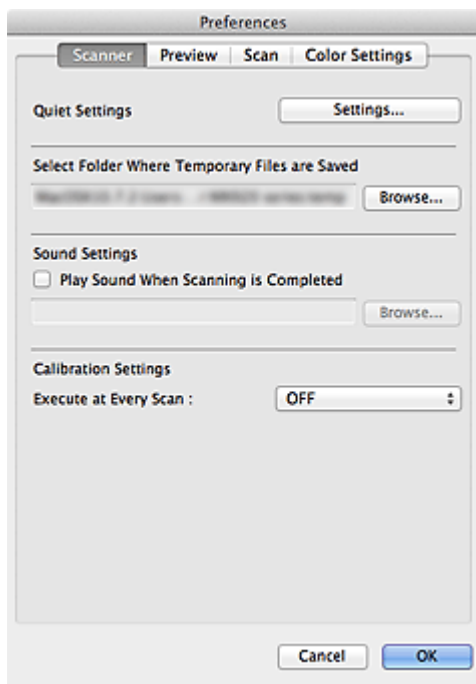 Preferences
Scanner Preview Scan Color Settings
Quiet Settings Settings...
Select Folder Where Temporary Files are Saved
Browse...
Sound Settings
Play Sound When Scanning is Completed
Browse...
Calibration Settings
Execute at Every Scan : OFF
Cancel OK